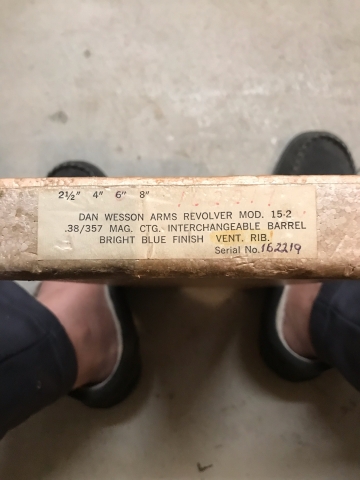 2½" 4" 6" 8"
DAN WESSON ARMS REVOLVER MOD. 15-2
.38/357 MAG. CTG. INTERCHANGEABLE BARREL
BRIGHT BLUE FINISH VENT. RIB.
Serial No. 162219